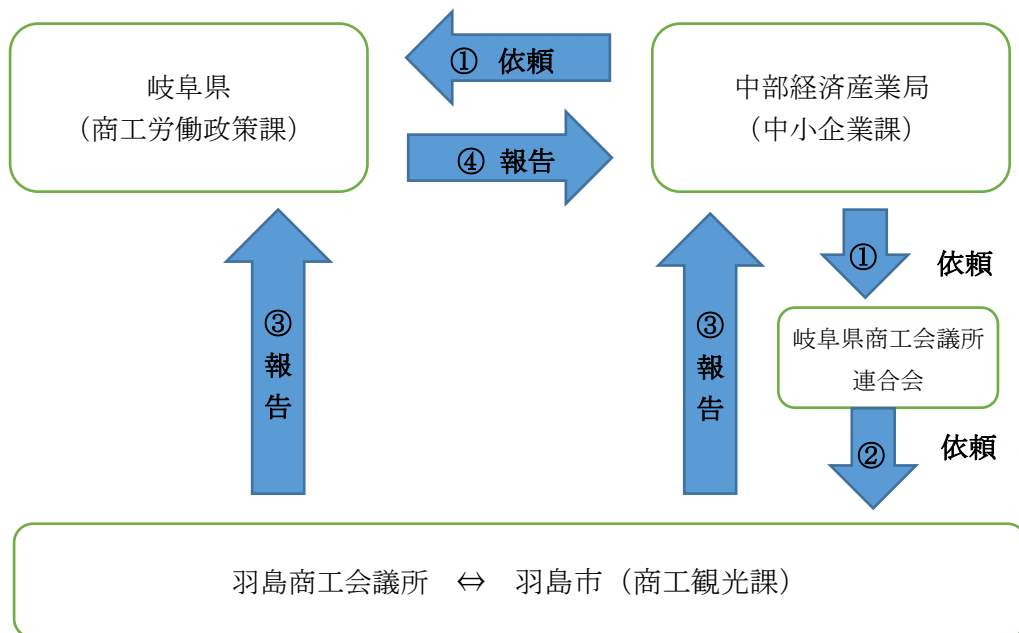 岐阜県
（商工労働政策課）
① 依頼
中部経済産業局
（中小企業課）
④ 報告
①
依頼
③
報
告
③
報
告
岐阜県商工会議所
連合会
②
依頼
羽島商工会議所 ⇔ 羽島市（商工観光課）